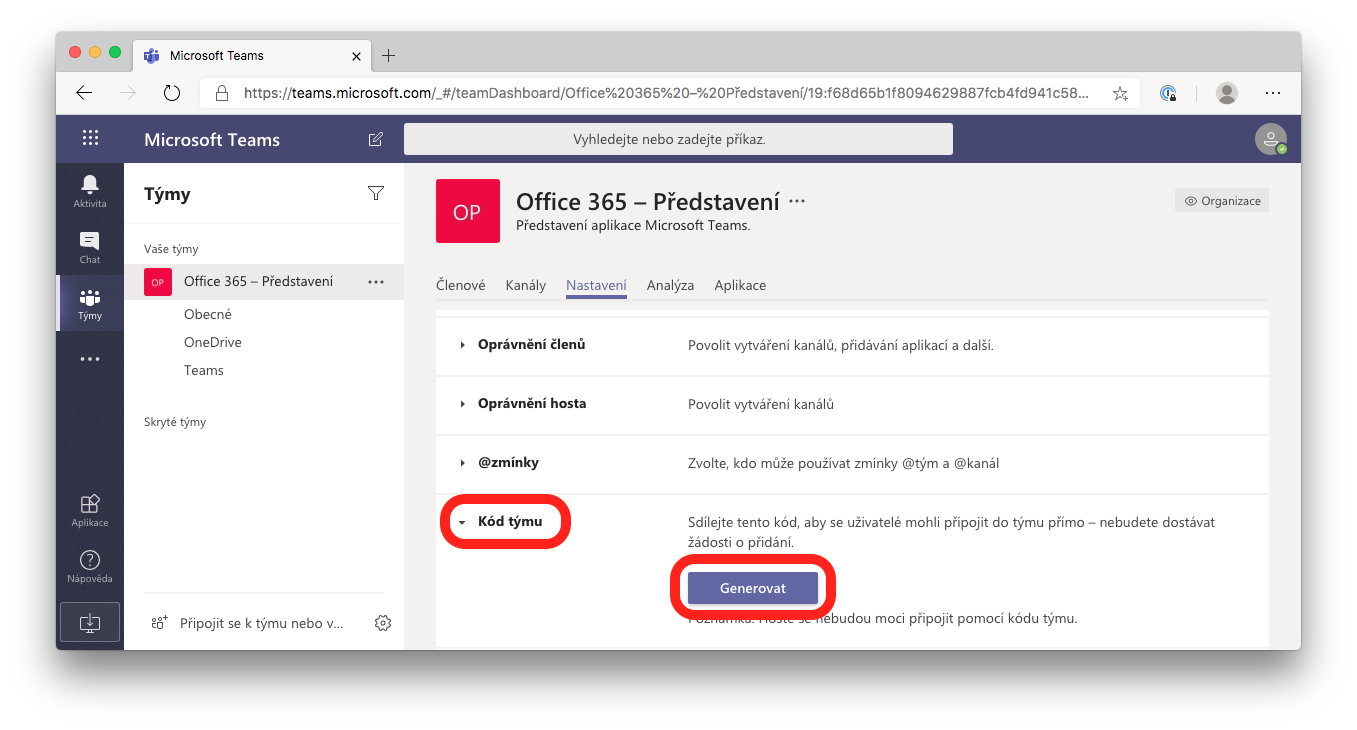 Microsoft Teams
https://teams.microsoft.com/_#/teamDashboard/Office%20365%20–%20Představení/19:f68d65b1f8094629887fcb4fd941c58...
Microsoft Teams
Vyhledejte nebo zadejte příkaz.
Aktivita
Chat
Týmy
Aplikace
Nápověda
Týmy
Vaše týmy
OP
Office 365 – Představení
Obecné
OneDrive
Teams
Skryté týmy
Připojit se k týmu nebo v...
OP
Office 365 – Představení
Představení aplikace Microsoft Teams.
Organizace
Členové
Kanály
Nastavení
Analýza
Aplikace
Oprávnění členů
Povolit vytváření kanálů, přidávání aplikací a další.
Oprávnění hosta
Povolit vytváření kanálů
@zmínky
Zvolte, kdo může používat zmínky @tým a @kanál
Kód týmu
Sdílejte tento kód, aby se uživatelé mohli připojit do týmu přímo – nebudete dostávat
žádosti o přidání.
Generovat
Poznámka: Hosté se nebudou moci připojit pomocí kódu týmu.